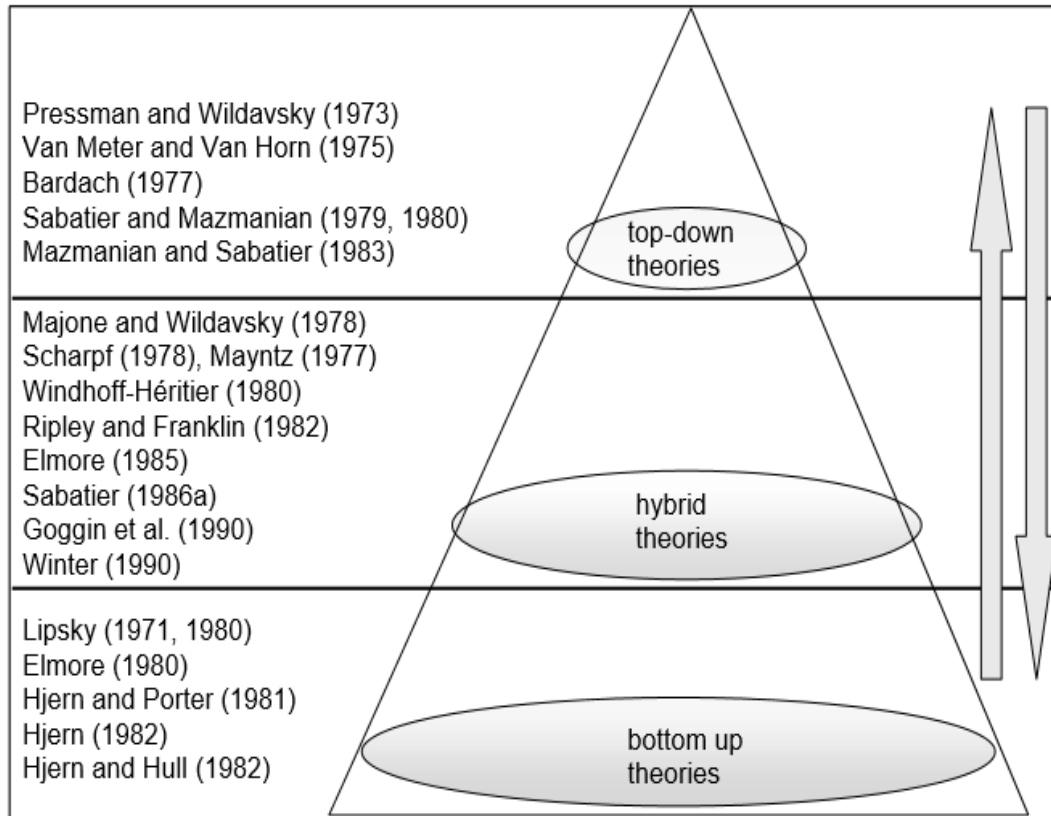 Pressman and Wildavsky (1973)
Van Meter and Van Horn (1975)
Bardach (1977)
Sabatier and Mazmanian (1979, 1980)
Mazmanian and Sabatier (1983)
top-down
theories
Majone and Wildavsky (1978)
Scharpf (1978), Mayntz (1977)
Windhoff-Héritier (1980)
Ripley and Franklin (1982)
Elmore (1985)
Sabatier (1986a)
Goggin et al. (1990)
Winter (1990)
hybrid
theories
Lipsky (1971, 1980)
Elmore (1980)
Hjern and Porter (1981)
Hjern (1982)
Hjern and Hull (1982)
bottom up
theories